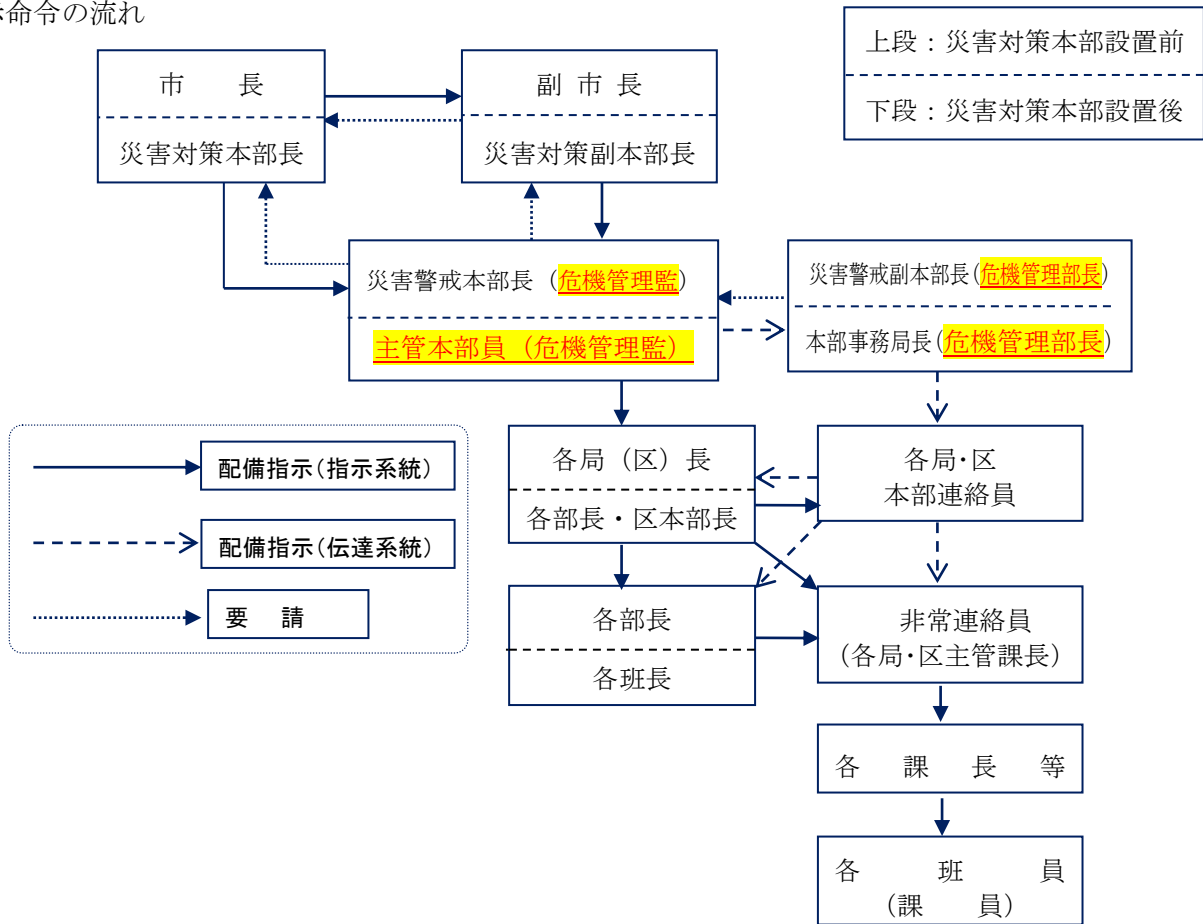 命令の流れ
上段：災害対策本部設置前
下段：災害対策本部設置後
市　長
災害対策本部長
副 市 長
災害対策副本部長
災害警戒本部長（危機管理監）
主管本部員（危機管理監）
災害警戒副本部長(危機管理部長)
本部事務局長(危機管理部長)
配備指示(指示系統)
配備指示(伝達系統)
要　請
各局（区）長
各部長・区本部長
各局・区
本部連絡員
各部長
各班長
非常連絡員
（各局・区主管課長）
各　課　長　等
各　班　員
（課　員）